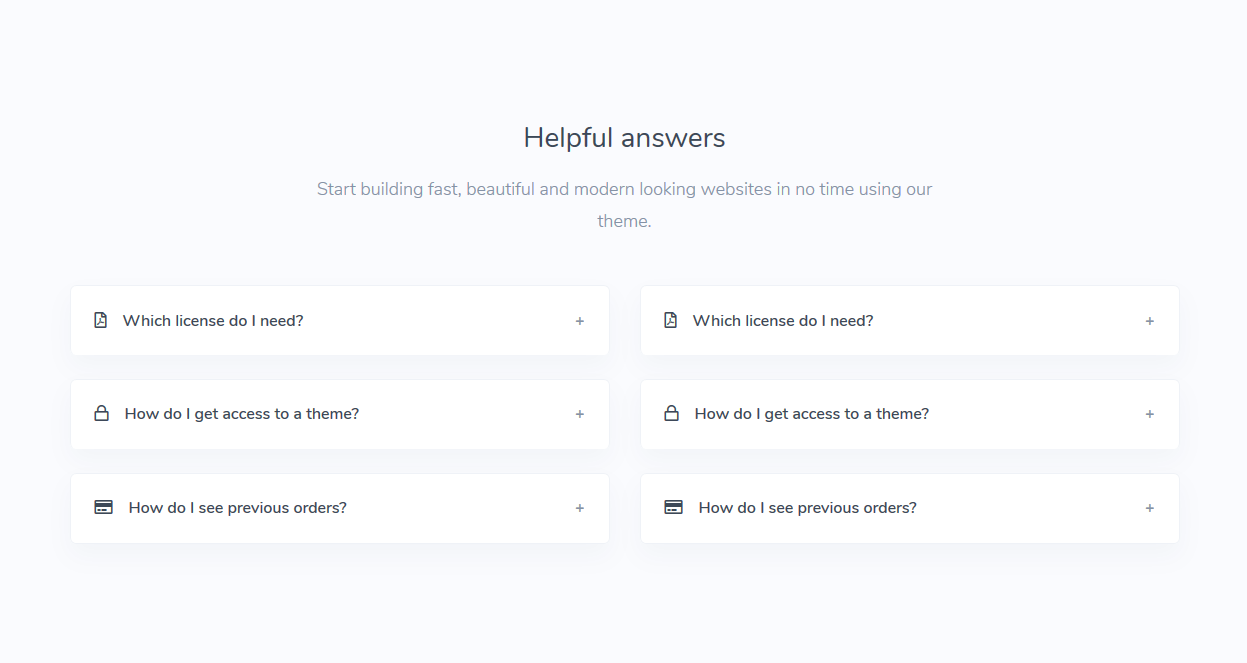 Helpful answers
Start building fast, beautiful and modern looking websites in no time using our
theme.
Which license do I need? +
How do I get access to a theme? +
How do I see previous orders? +
Which license do I need? +
How do I get access to a theme? +
How do I see previous orders? +